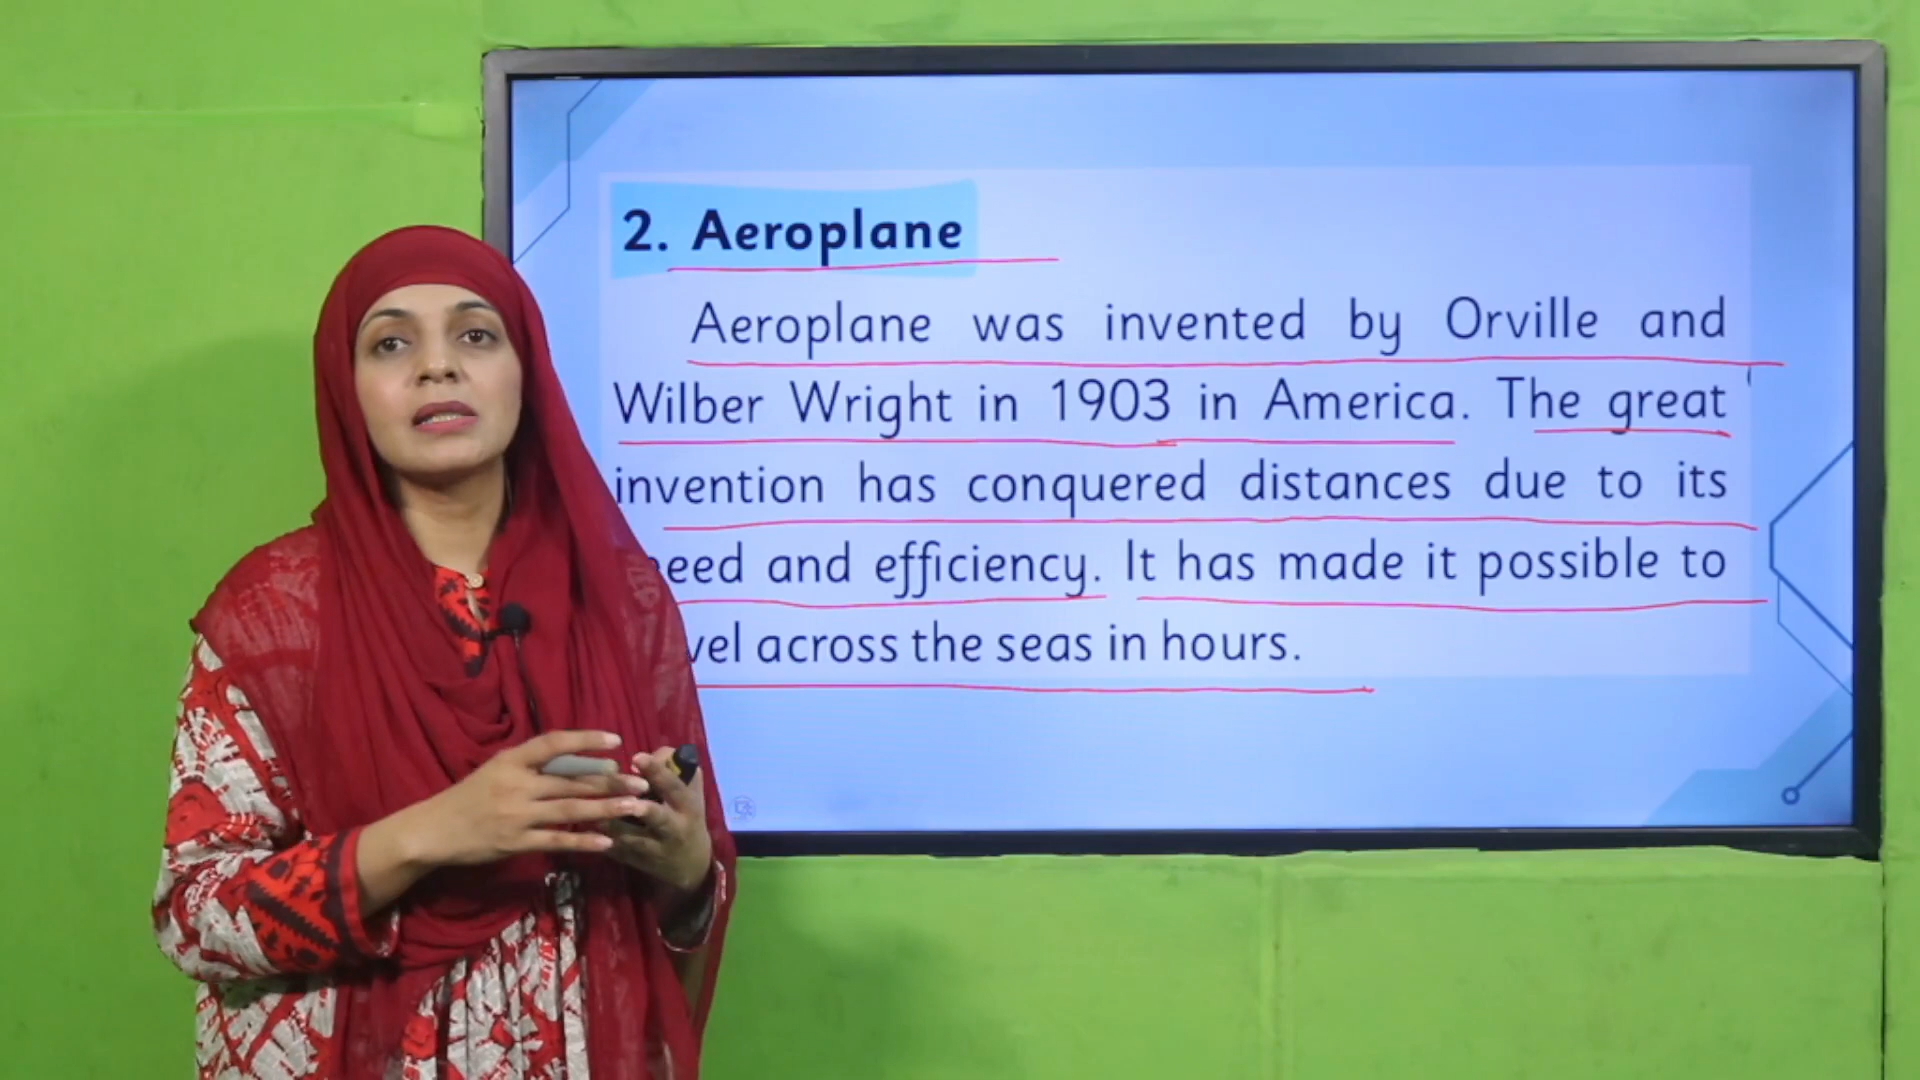 2. Aeroplane
Aeroplane was invented by Orville and
Wilber Wright in 1903 in America. The great
invention has conquered distances due to its
and efficiency. It has made it possible to
across the seas in hours.